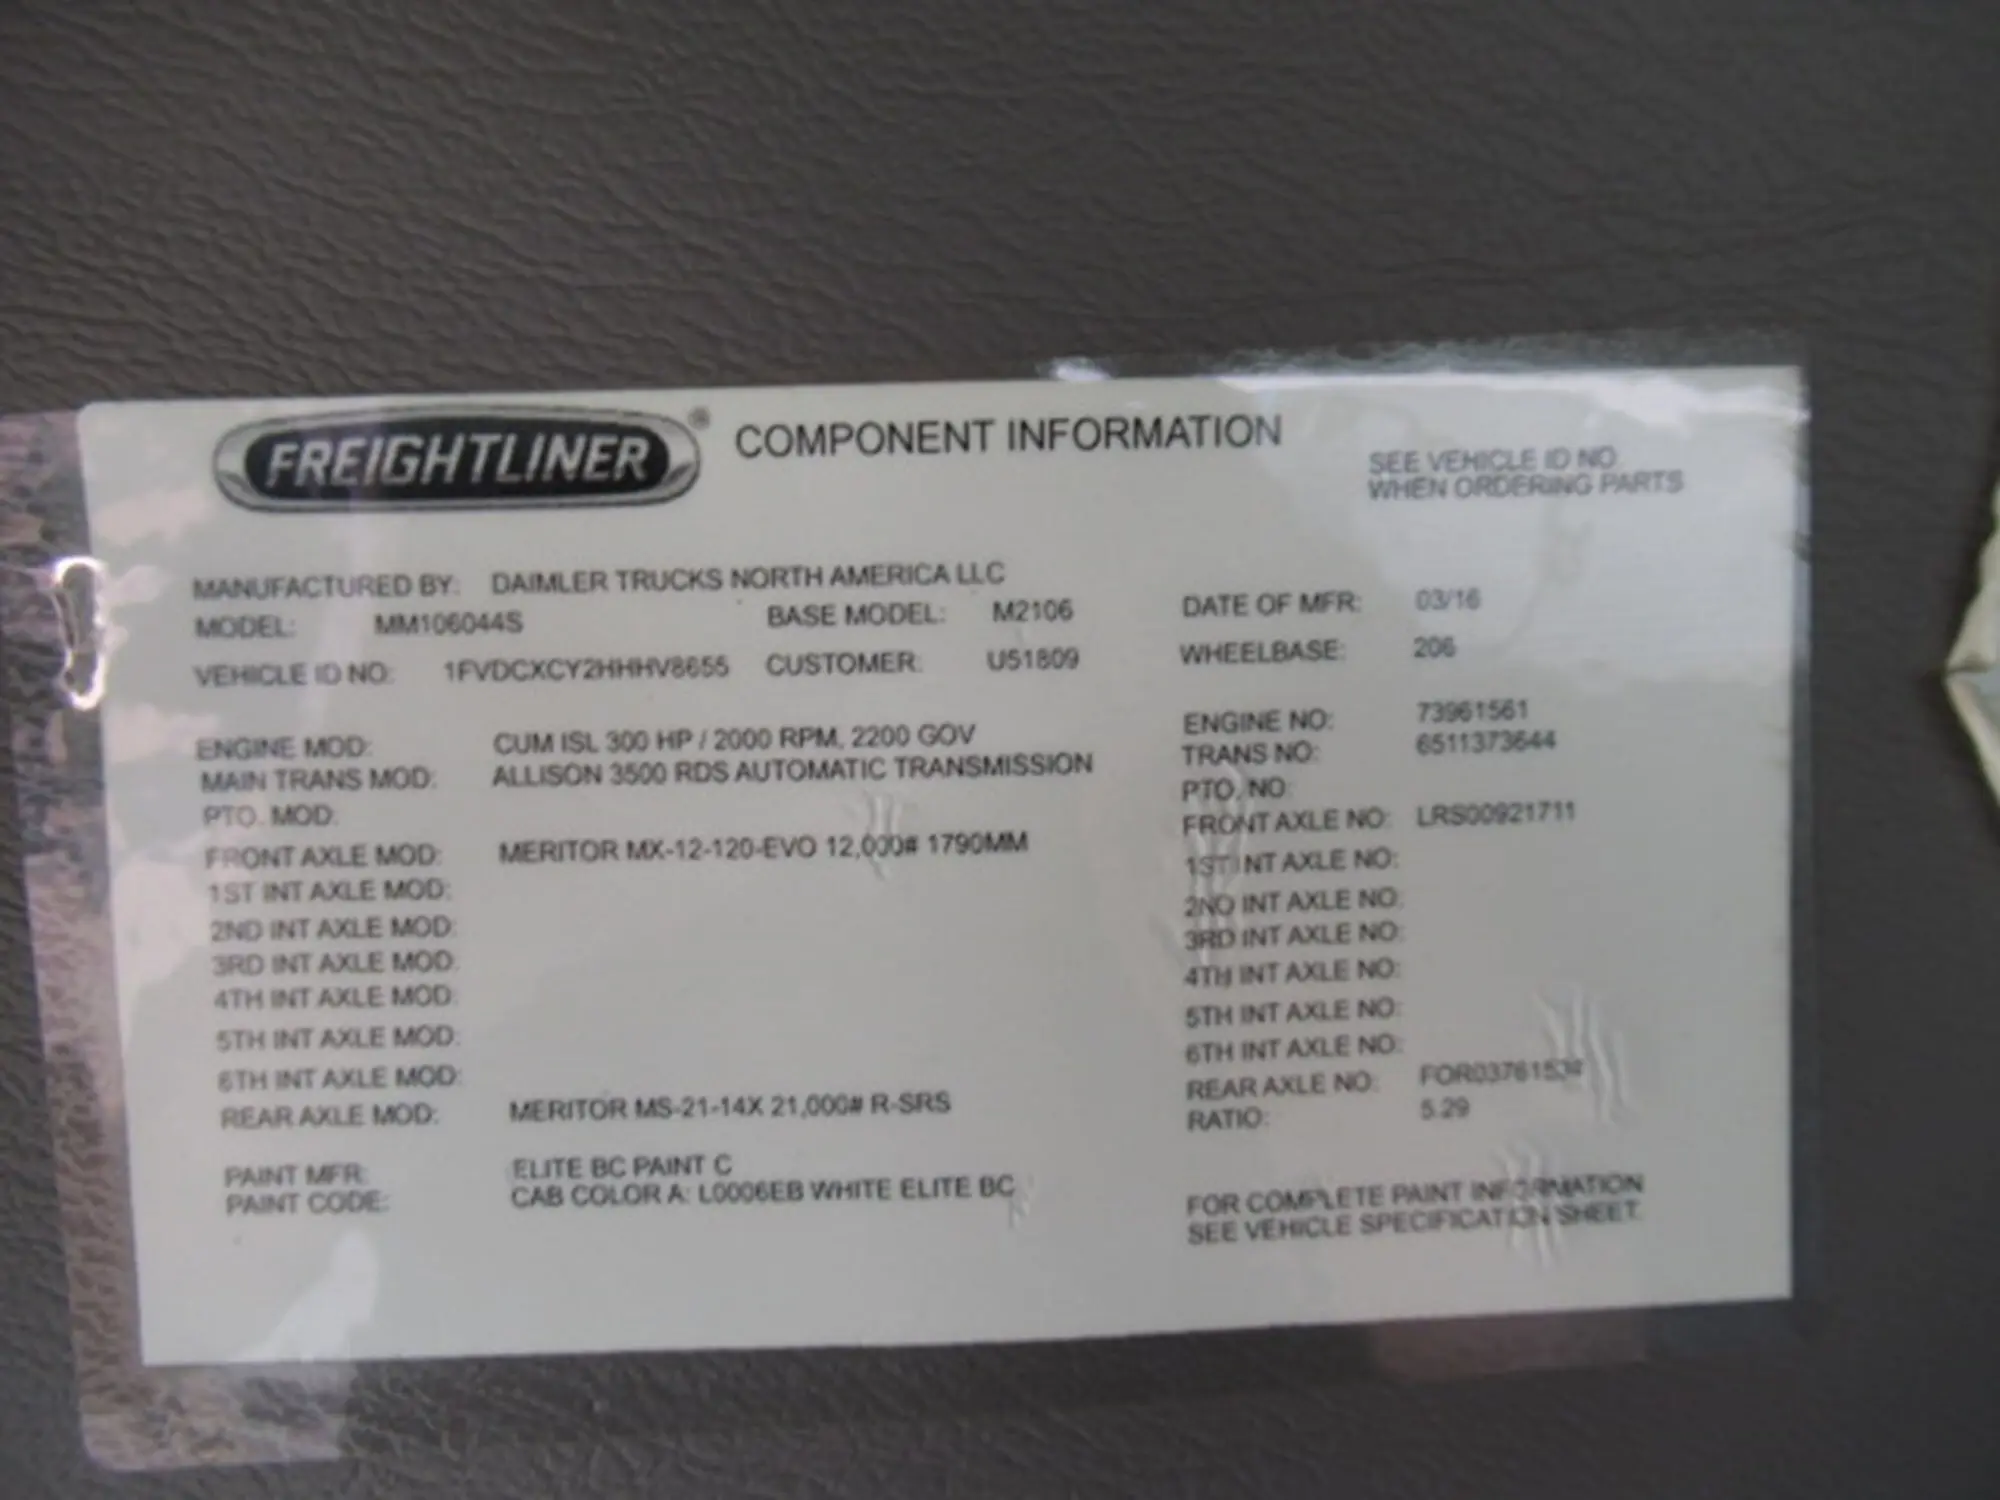 FREIGHTLINER® COMPONENT INFORMATION
SEE VEHICLE ID NO
WHEN ORDERING PARTS
MANUFACTURED BY: DAIMLER TRUCKS NORTH AMERICA LLC
MODEL: MM106044S BASE MODEL: M2106 DATE OF MFR: 03/16
VEHICLE ID NO: 1FVDCXCY2HHHV8655 CUSTOMER: U51809 WHEELBASE: 206
ENGINE MOD: CUM ISL 300 HP / 2000 RPM, 2200 GOV ENGINE NO: 73961561
MAIN TRANS MOD: ALLISON 3500 RDS AUTOMATIC TRANSMISSION TRANS NO: 6511373644
PTO. MOD: PTO. NO:
FRONT AXLE MOD: MERITOR MX-12-120-EVO 12,000# 1790MM FRONT AXLE NO: LRS00921711
1ST INT AXLE MOD: 1ST INT AXLE NO:
2ND INT AXLE MOD: 2ND INT AXLE NO:
3RD INT AXLE MOD: 3RD INT AXLE NO:
4TH INT AXLE MOD: 4TH INT AXLE NO:
5TH INT AXLE MOD: 5TH INT AXLE NO:
6TH INT AXLE MOD: 6TH INT AXLE NO:
REAR AXLE MOD: MERITOR MS-21-14X 21,000# R-SRS REAR AXLE NO:
RATIO: 5.29
PAINT MFR: ELITE BC PAINT C
PAINT CODE: CAB COLOR A: L0006EB WHITE ELITE BC
FOR COMPLETE PAINT INFORMATION
SEE VEHICLE SPECIFICATION SHEET.